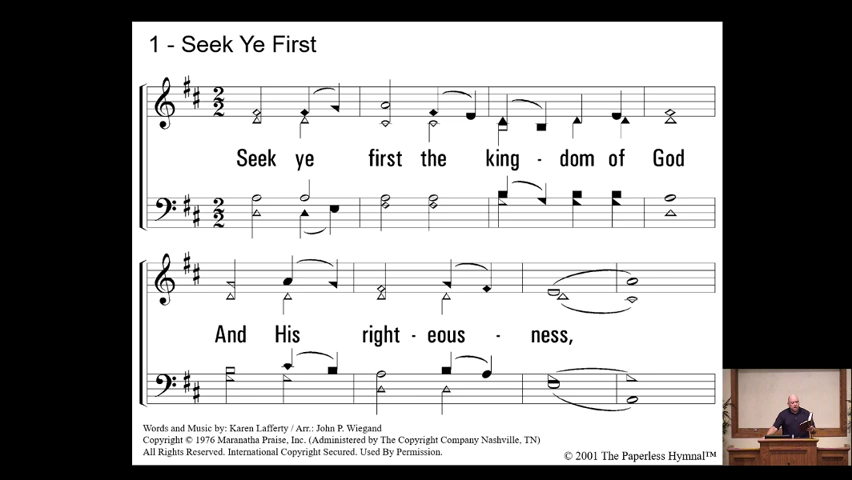 1 - Seek Ye First
Seek ye first the king - dom of God
And His right - eous - ness,
Words and Music by: Karen Lafferty / Arr.: John P. Wiegand
Copyright © 1976 Maranatha Praise, Inc. (Administered by The Copyright Company Nashville, TN)
All Rights Reserved. International Copyright Secured. Used By Permission.
© 2001 The Paperless Hymnal™